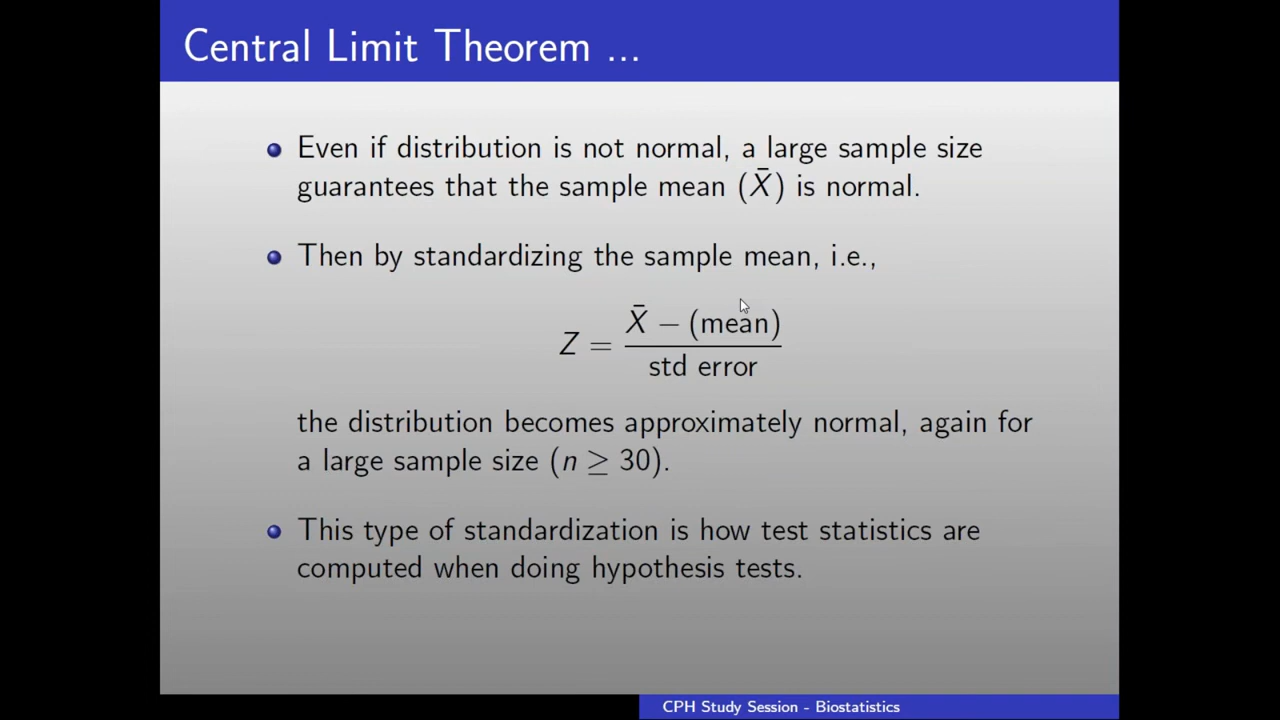 Central Limit Theorem ...
Even if distribution is not normal, a large sample size
guarantees that the sample mean (X̄) is normal.
Then by standardizing the sample mean, i.e.,
Z = X̄ − (mean)
std error
the distribution becomes approximately normal, again for
a large sample size (n ≥ 30).
This type of standardization is how test statistics are
computed when doing hypothesis tests.
CPH Study Session - Biostatistics